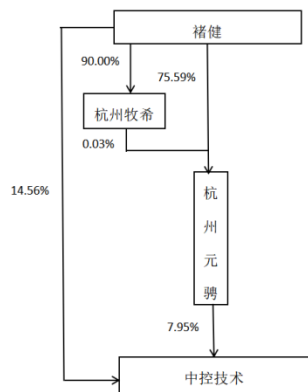 褚健
90.00%
75.59%
杭州牧希
0.03%
14.56%
杭
州
元
骋
7.95%
中控技术